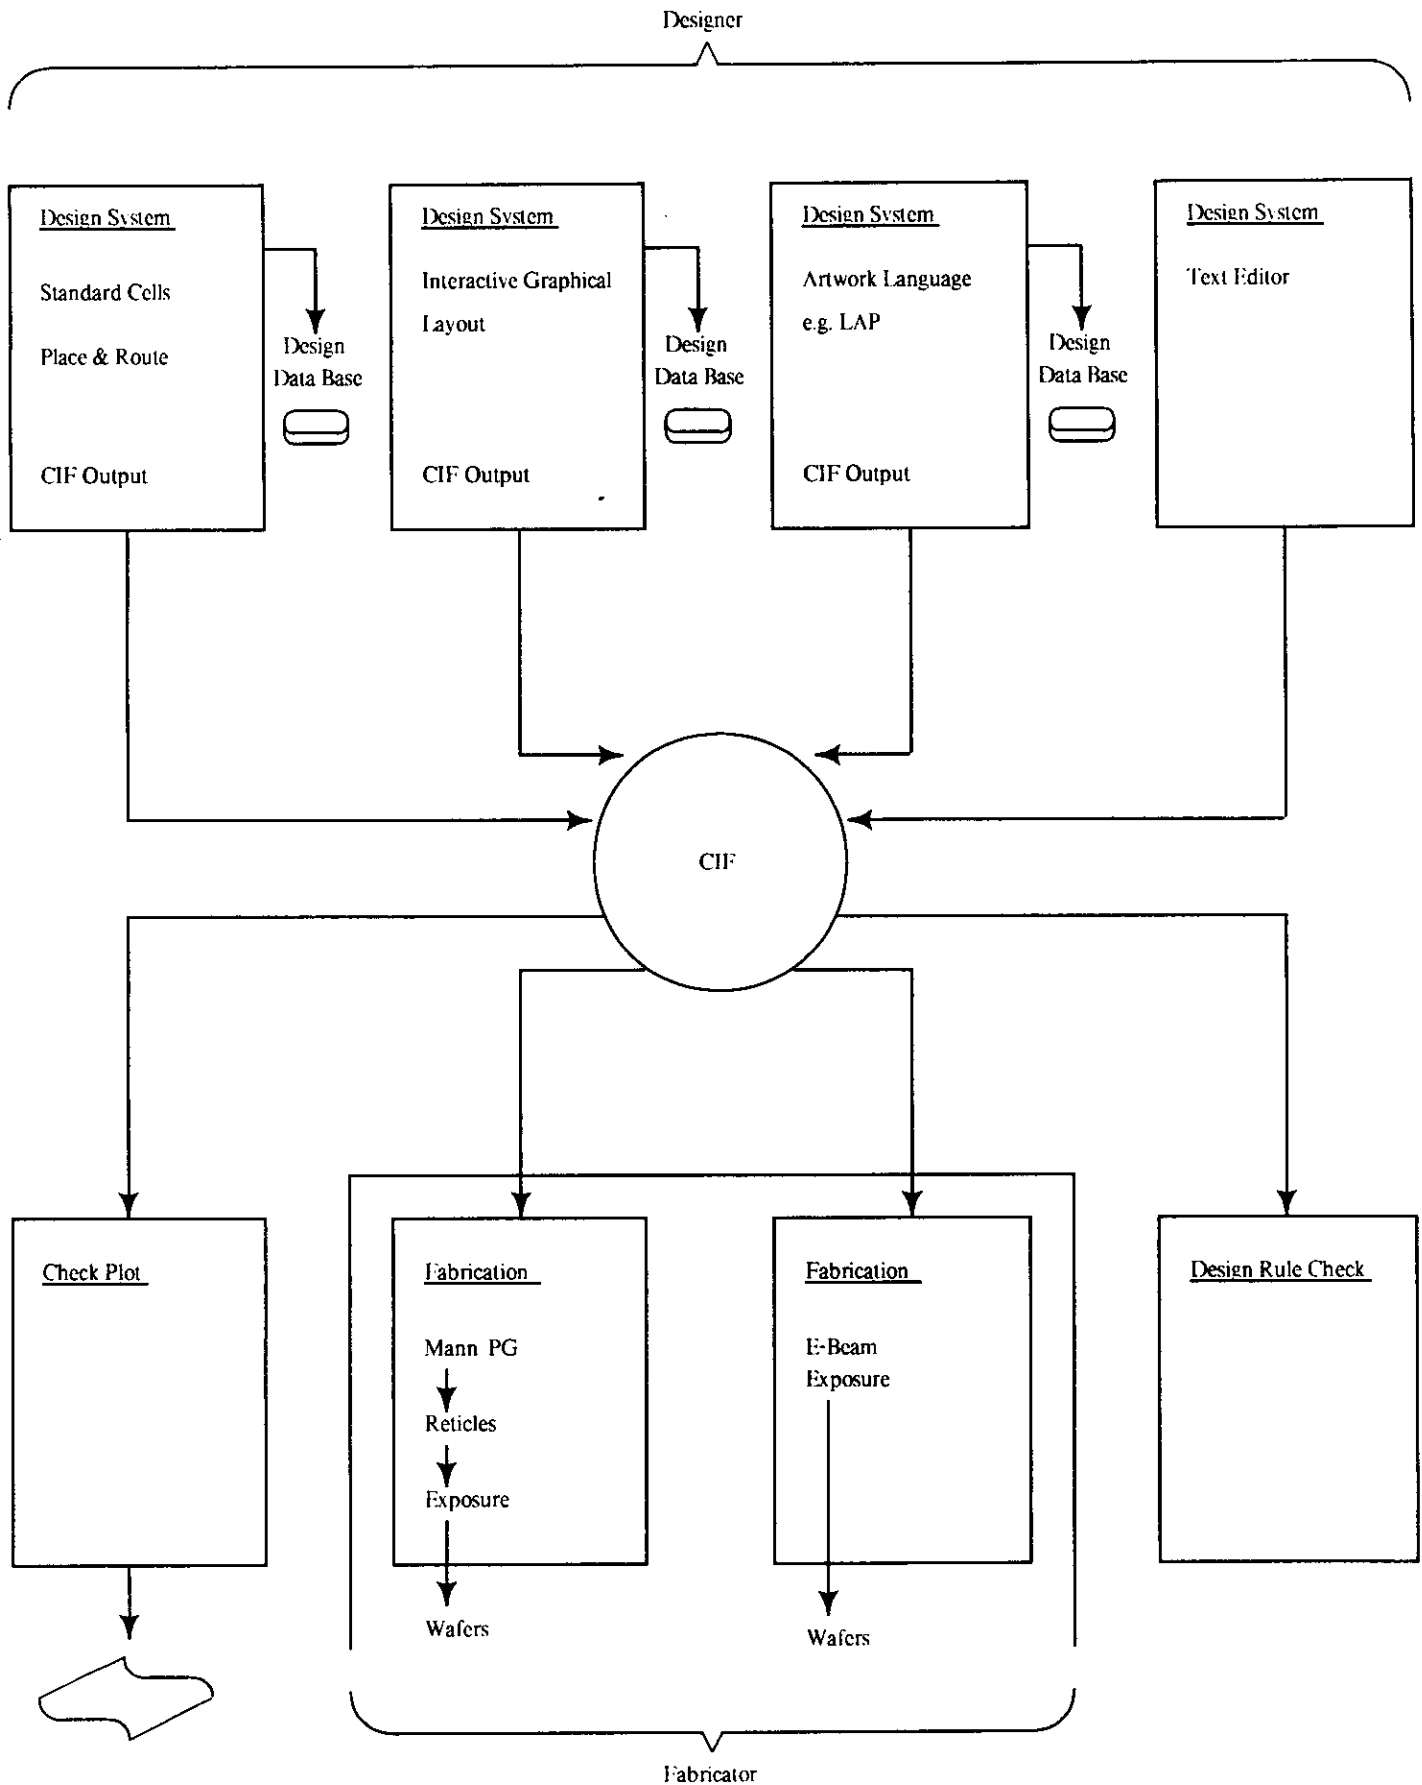 Designer
Design System
Standard Cells
Place & Route
CIF Output
Design
Data Base
Design System
Interactive Graphical
Layout
CIF Output
Design
Data Base
Design System
Artwork Language
e.g. LAP
CIF Output
Design
Data Base
Design System
Text Editor
CIF
Check Plot
Fabrication
Mann PG
Reticles
Exposure
Wafers
Fabrication
E-Beam
Exposure
Wafers
Design Rule Check
Fabricator